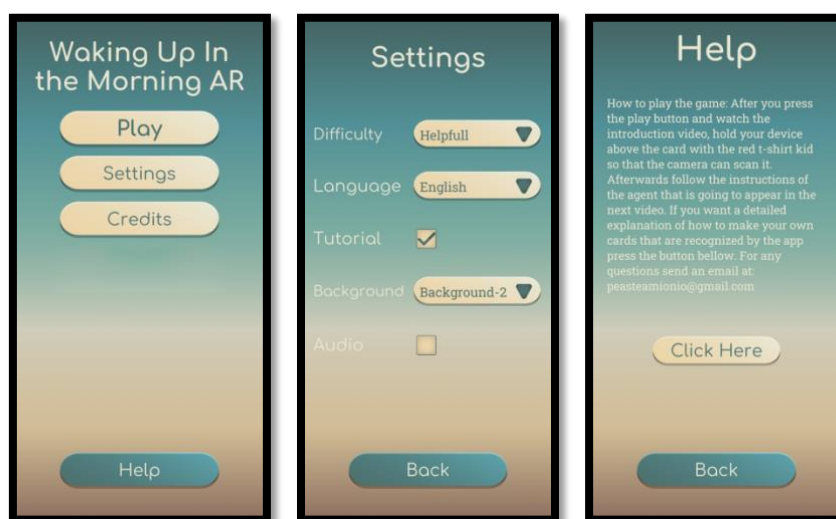 Waking Up In
the Morning AR
Play
Settings
Credits
Help
Settings
Difficulty
Helpfull
Language
English
Tutorial
Background
Background-2
Audio
Back
Help
How to play the game: After you press
the play button and watch the
introduction video, hold your device
above the card with the red t-shirt kid
so that the camera can scan it.
Afterwards follow the instructions of
the agent that is going to appear in the
next video. If you want a detailed
explanation of how to make your own
cards that are recognized by the app
press the button bellow. For any
questions send an email at:
peasteamionio@gmail.com
Click Here
Back